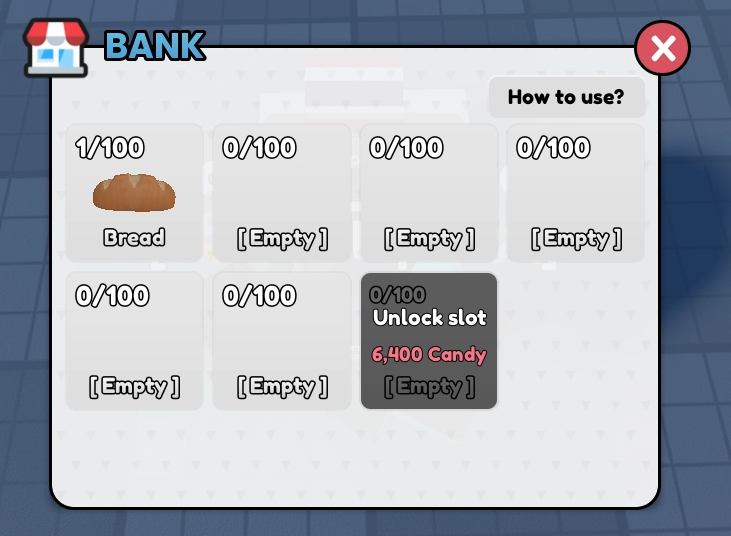 BANK
How to use?
1/100
Bread
0/100
[ Empty ]
0/100
[ Empty ]
0/100
[ Empty ]
0/100
[ Empty ]
0/100
[ Empty ]
0/100
Unlock slot
6,400 Candy
[ Empty ]